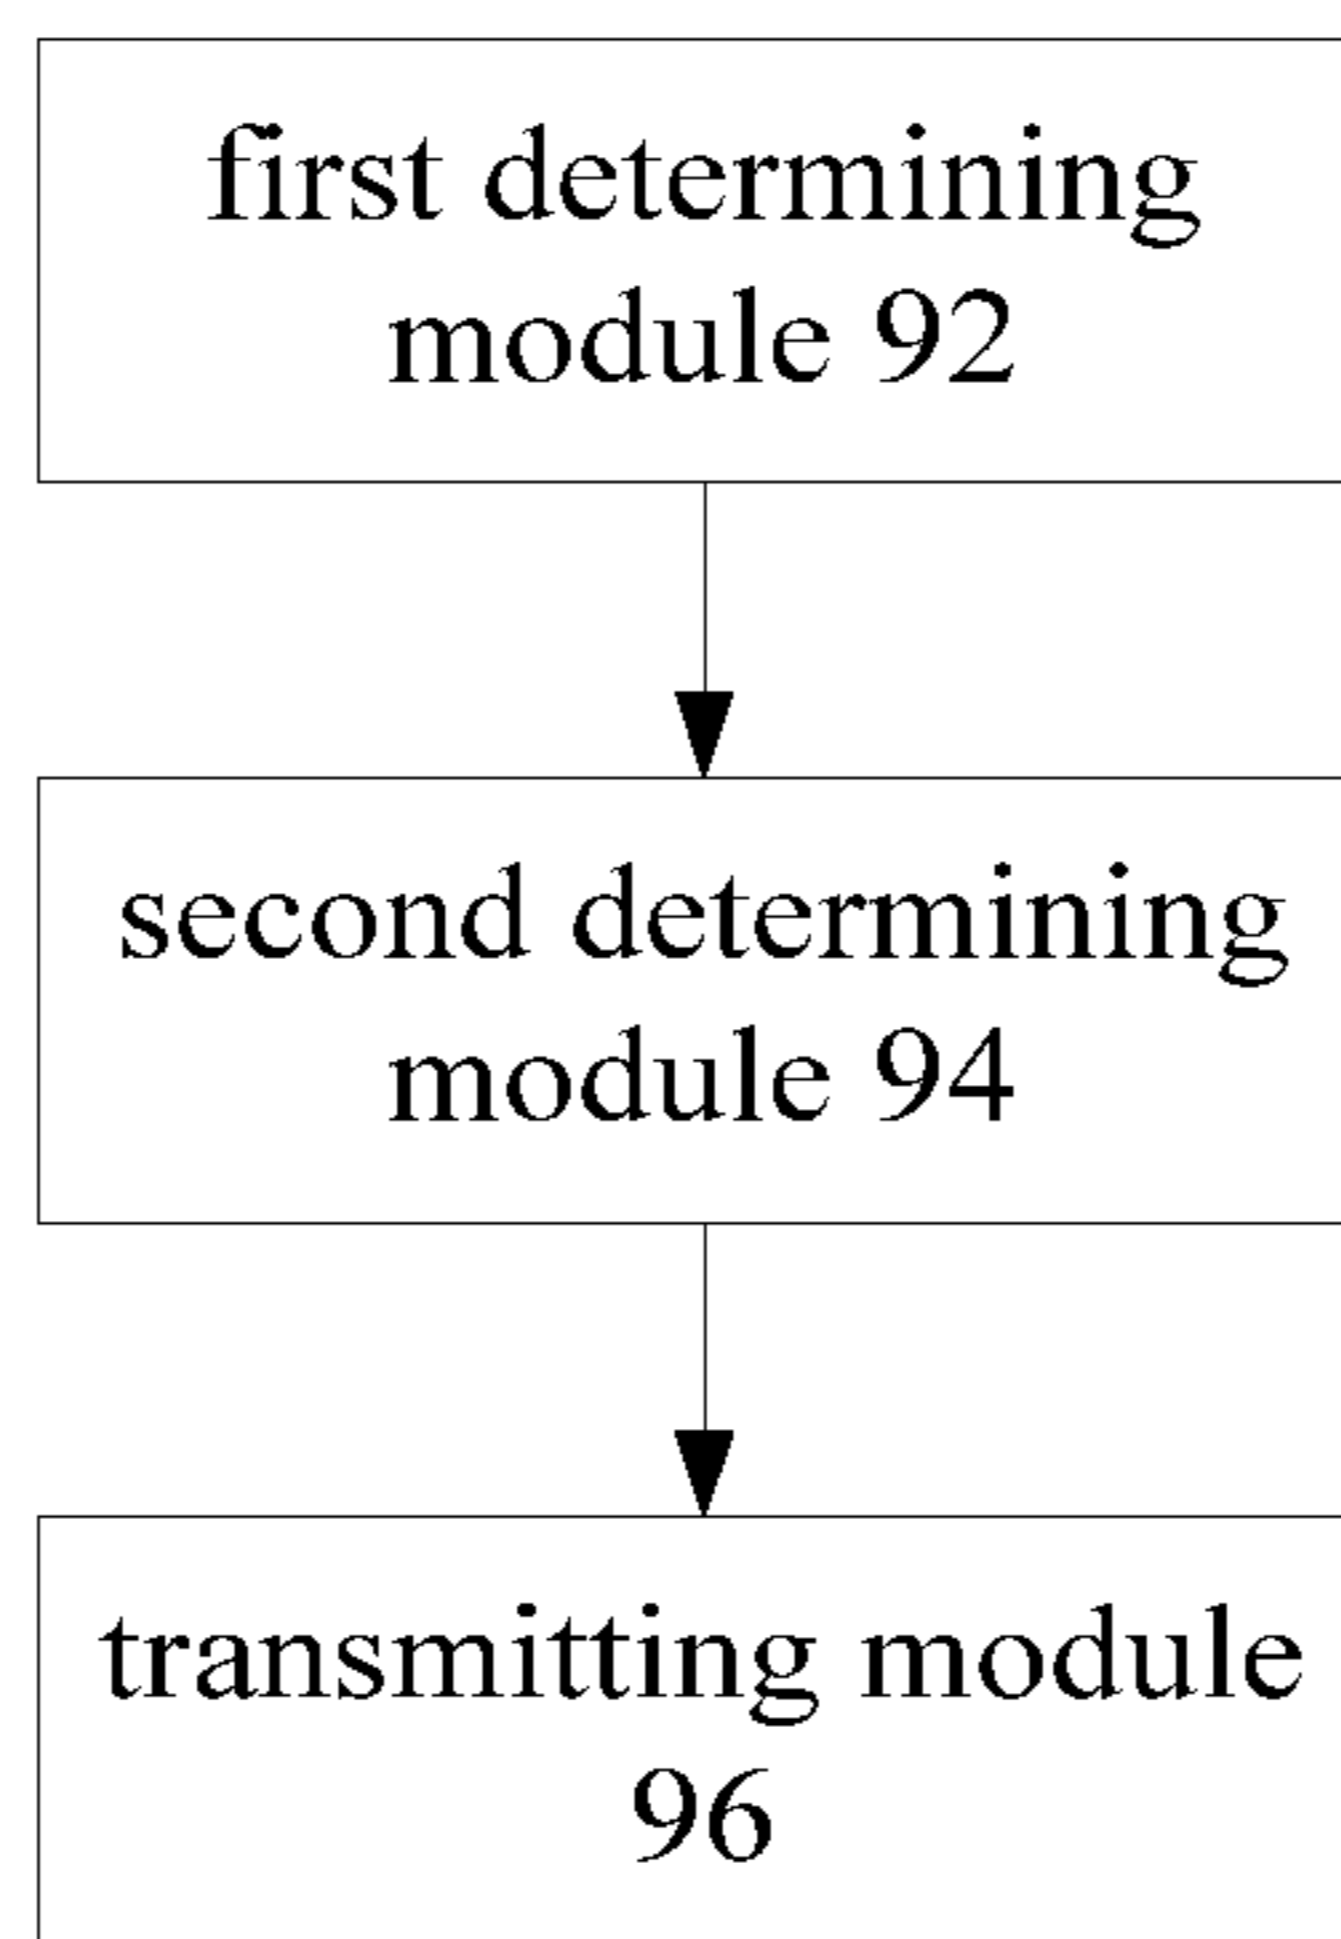 first determining
module 92
second determining
module 94
transmitting module
96